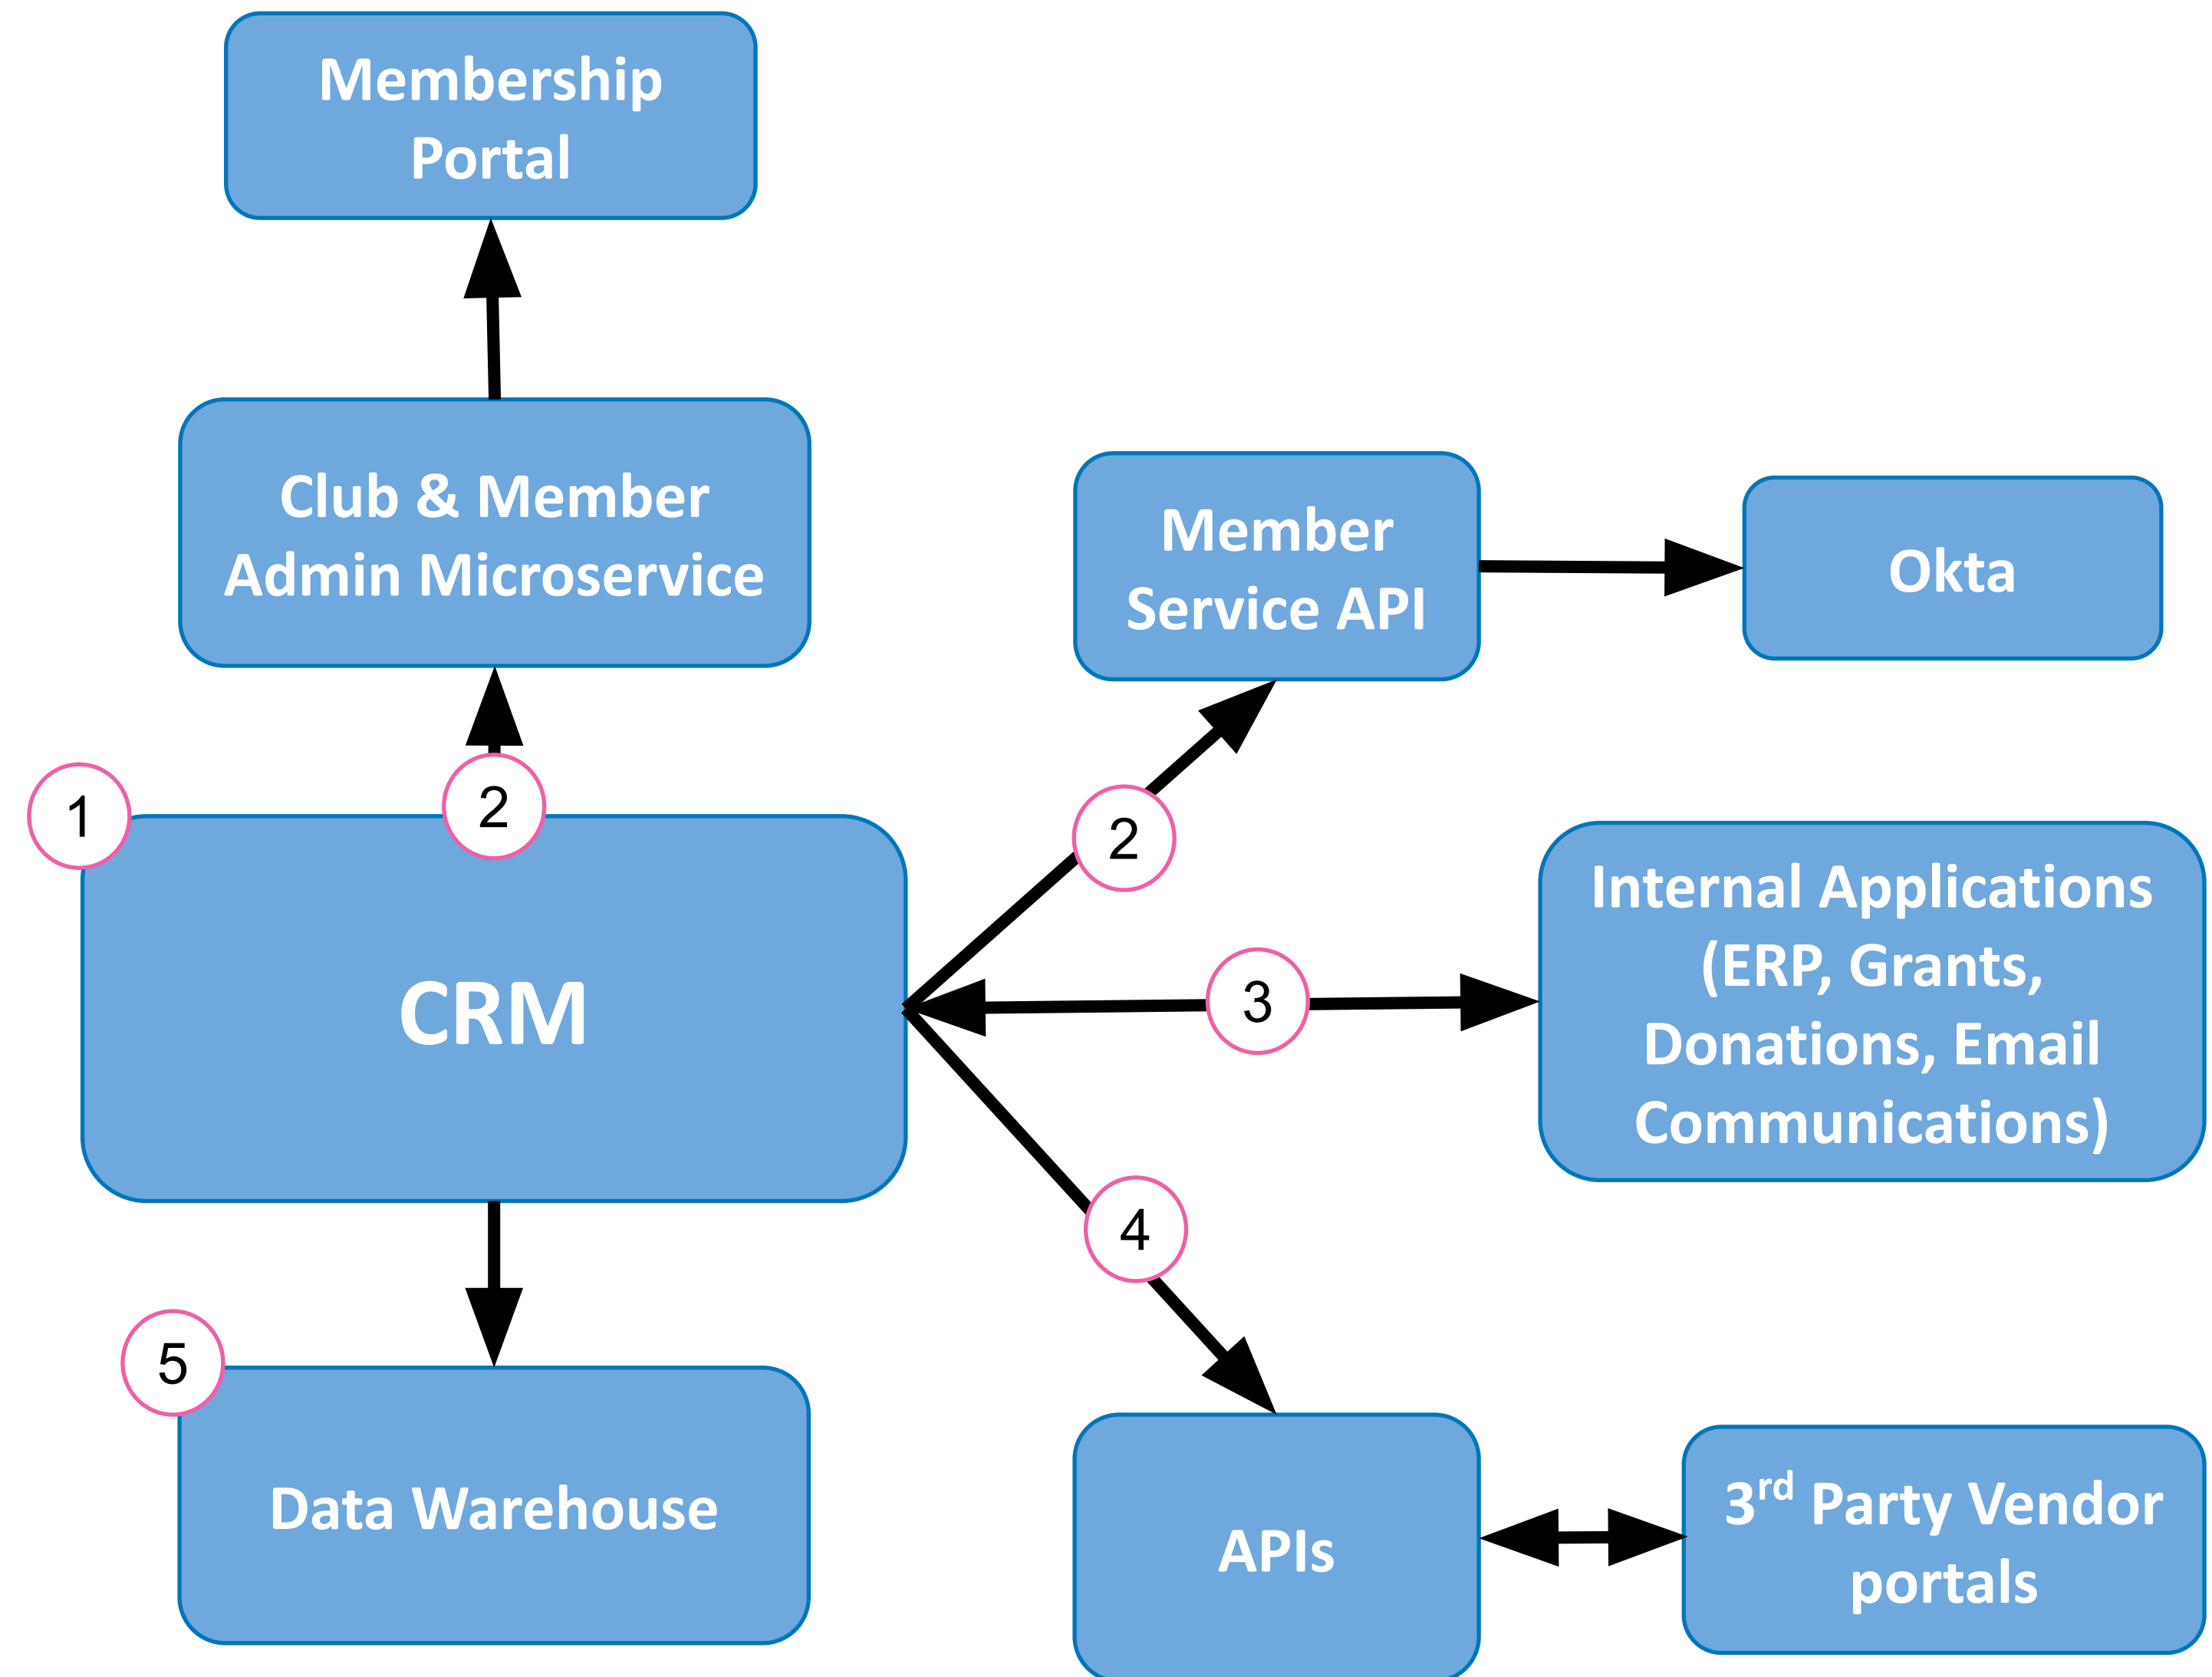 Membership
Portal
Club & Member
Admin Microservice
Member
Service API
Okta
1
2
2
CRM
3
Internal Applications
(ERP, Grants,
Donations, Email
Communications)
4
5
Data Warehouse
APIs
3rd Party Vendor
portals